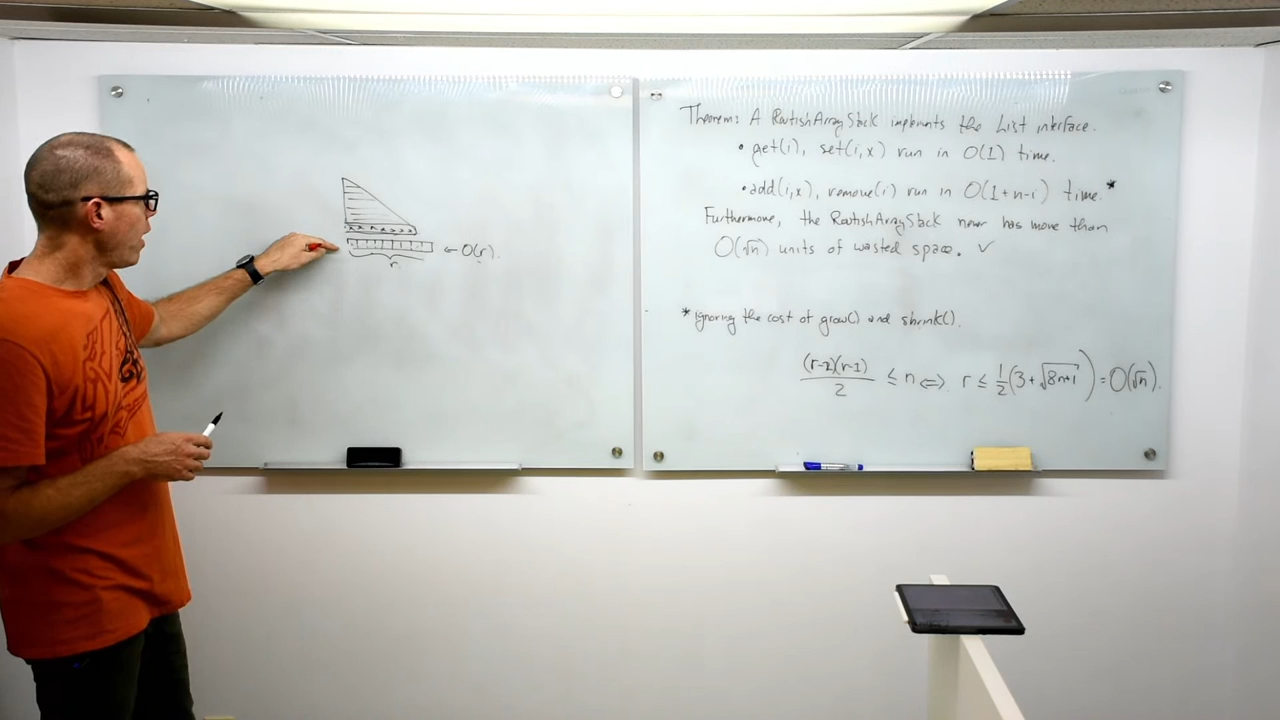 r
← O(r).
Theorem: A RootishArrayStack implements the List interface.
• get(i), set(i,x) run in O(1) time.
• add(i,x), remove(i) run in O(1+n-i) time.*
Furthermore, the RootishArrayStack never has more than
O(√n) units of wasted space. ✓
*ignoring the cost of grow() and shrink().
(r-2)(r-1)/2 ≤ n ⇔ r ≤ 1/2(3+√8n+1) = O(√n).